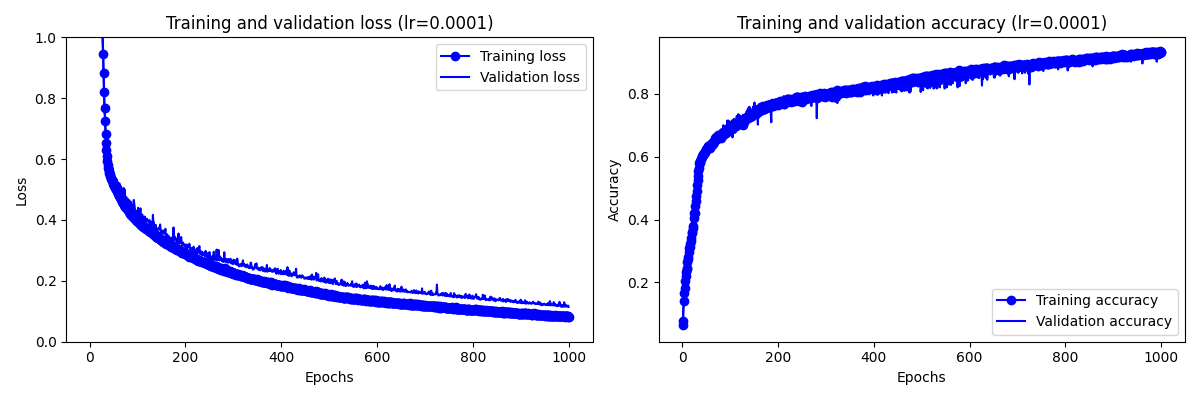 Training and validation loss (lr=0.0001)
1.0
0.8
0.6
0.4
0.2
0.0
Loss
Training loss
Validation loss
0 200 400 600 800 1000
Epochs
Training and validation accuracy (lr=0.0001)
0.8
0.6
0.4
0.2
Accuracy
Training accuracy
Validation accuracy
0 200 400 600 800 1000
Epochs